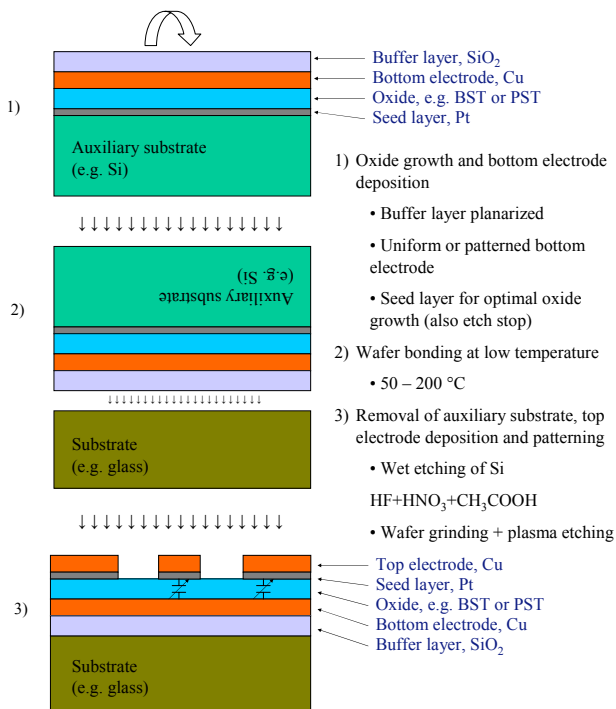 Buffer layer, SiO₂
Bottom electrode, Cu
Oxide, e.g. BST or PST
Seed layer, Pt
1)
Auxiliary substrate
(e.g. Si)
1) Oxide growth and bottom electrode
deposition
• Buffer layer planarized
• Uniform or patterned bottom
electrode
• Seed layer for optimal oxide
growth (also etch stop)
2) Wafer bonding at low temperature
• 50 – 200 °C
3) Removal of auxiliary substrate, top
electrode deposition and patterning
• Wet etching of Si
HF+HNO₃+CH₃COOH
• Wafer grinding + plasma etching
2)
Auxiliary substrate
(e.g. Si)
Substrate
(e.g. glass)
3)
Top electrode, Cu
Seed layer, Pt
Oxide, e.g. BST or PST
Bottom electrode, Cu
Buffer layer, SiO₂
Substrate
(e.g. glass)